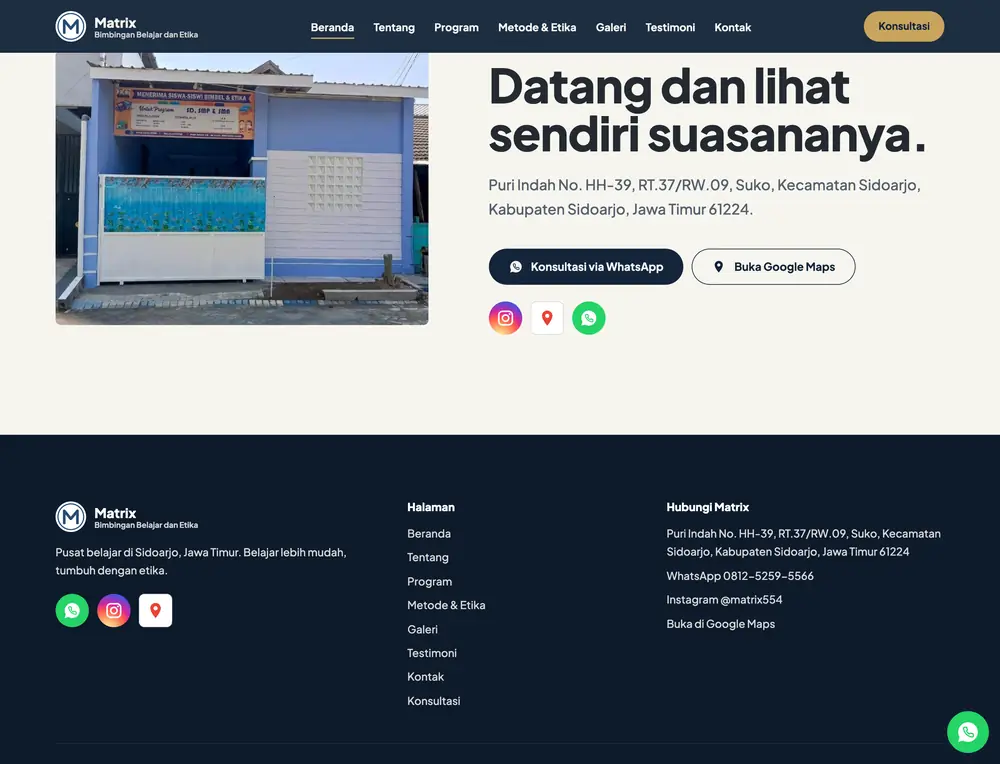 Matrix
Bimbingan Belajar dan Etika
Beranda
Tentang
Program
Metode & Etika
Galeri
Testimoni
Kontak
Konsultasi
MENERIMA SISWA-SISWI BIMBEL & ETIKA
Untuk Program
SD, SMP & SMA
Datang dan lihat
sendiri suasananya.
Puri Indah No. HH-39, RT.37/RW.09, Suko, Kecamatan Sidoarjo,
Kabupaten Sidoarjo, Jawa Timur 61224.
Konsultasi via WhatsApp
Buka Google Maps
Matrix
Bimbingan Belajar dan Etika
Pusat belajar di Sidoarjo, Jawa Timur. Belajar lebih mudah,
tumbuh dengan etika.
Halaman
Beranda
Tentang
Program
Metode & Etika
Galeri
Testimoni
Kontak
Konsultasi
Hubungi Matrix
Puri Indah No. HH-39, RT.37/RW.09, Suko, Kecamatan
Sidoarjo, Kabupaten Sidoarjo, Jawa Timur 61224
WhatsApp 0812-5259-5566
Instagram @matrix554
Buka di Google Maps